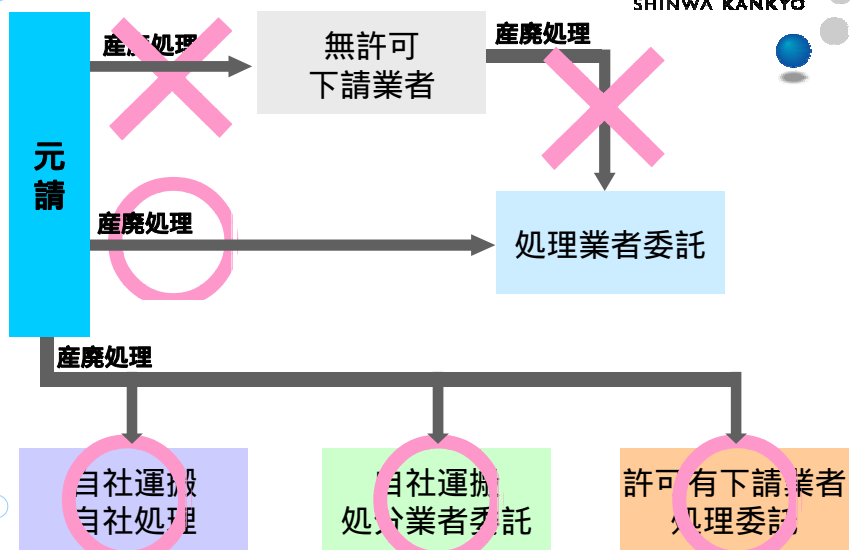 SHINWA KANKYO
産廃処理
無許可
下請業者
産廃処理
元
請
産廃処理
処理業者委託
産廃処理
自社運搬
自社処理
自社運搬
処分業者委託
許可有下請業者
処理委託